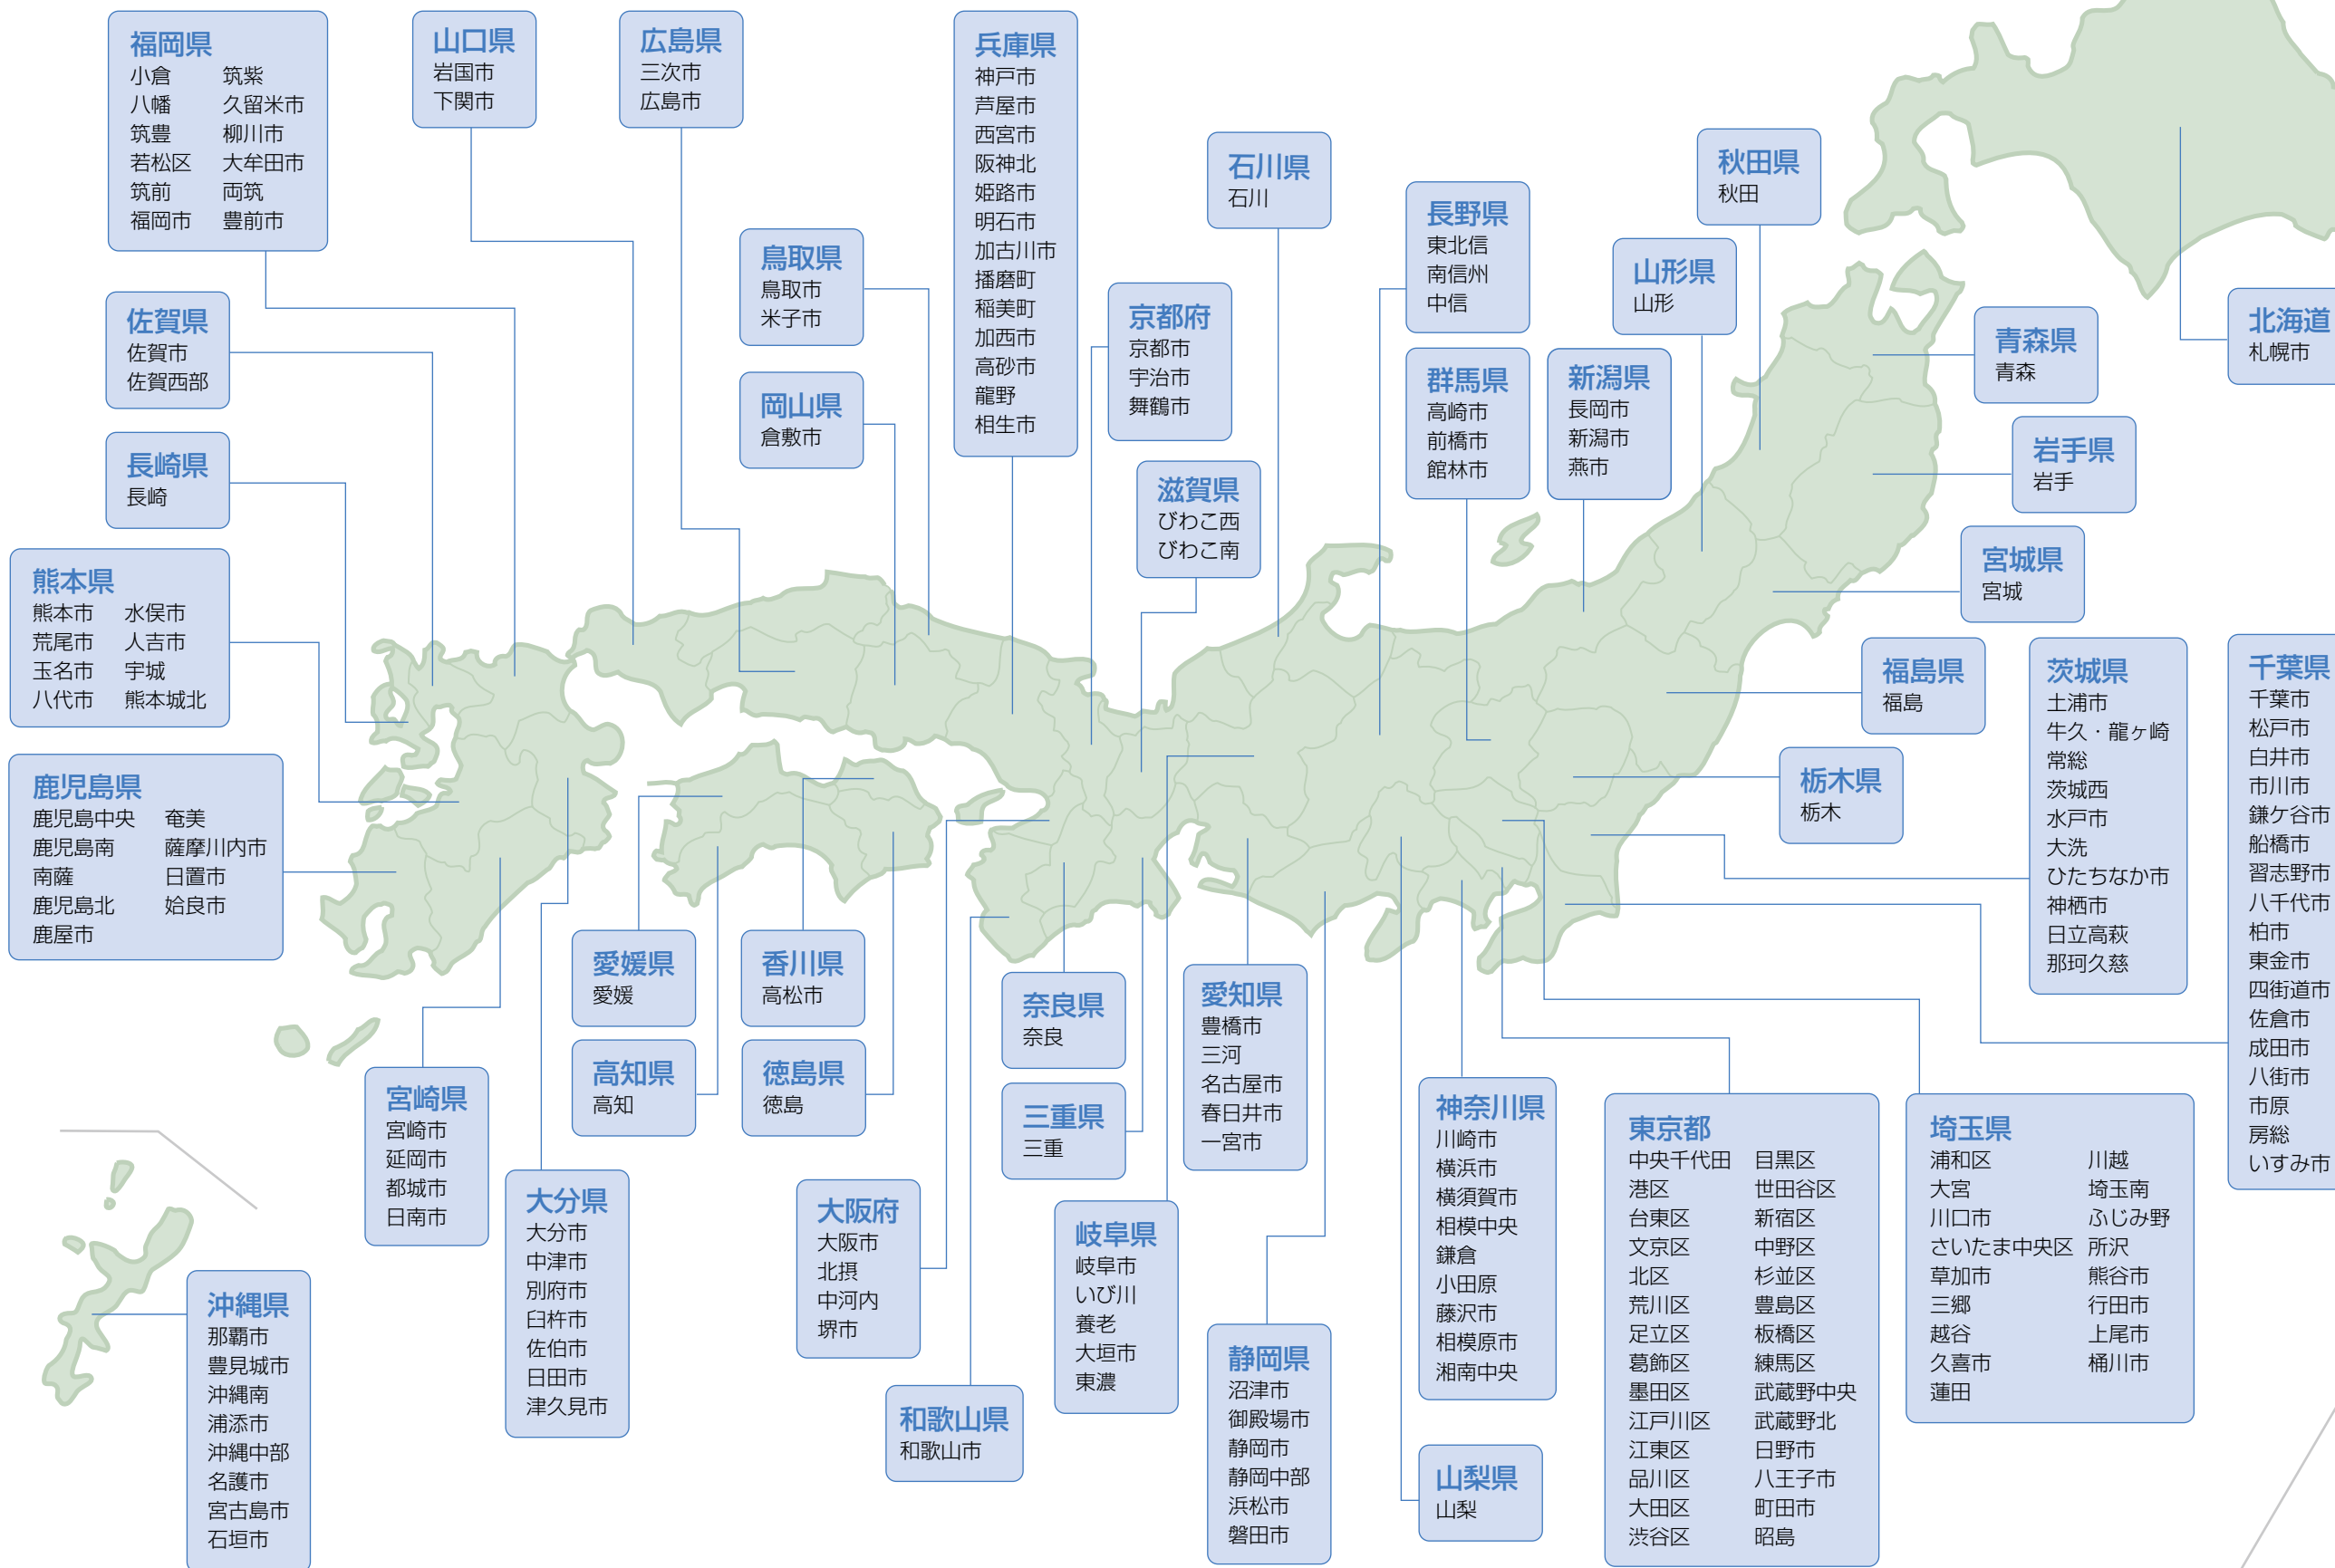 福岡県
小倉 筑紫
八幡 久留米市
筑豊 柳川市
若松区 大牟田市
筑前 両筑
福岡市 豊前市
山口県
岩国市
下関市
広島県
三次市
広島市
兵庫県
神戸市
芦屋市
西宮市
阪神北
姫路市
明石市
加古川市
播磨町
稲美町
加西市
高砂市
龍野
相生市
石川県
石川
秋田県
秋田
長野県
東北信
南信州
中信
鳥取県
鳥取市
米子市
山形県
山形
京都府
京都市
宇治市
舞鶴市
佐賀県
佐賀市
佐賀西部
北海道
札幌市
青森県
青森
岡山県
倉敷市
群馬県
高崎市
前橋市
館林市
新潟県
長岡市
新潟市
燕市
岩手県
岩手
長崎県
長崎
滋賀県
びわこ西
びわこ南
宮城県
宮城
熊本県
熊本市 水俣市
荒尾市 人吉市
玉名市 宇城
八代市 熊本城北
福島県
福島
茨城県
土浦市
牛久・龍ヶ崎
常総
茨城西
水戸市
大洗
ひたちなか市
神栖市
日立高萩
那珂久慈
千葉県
千葉市
松戸市
白井市
市川市
鎌ケ谷市
船橋市
習志野市
八千代市
柏市
東金市
四街道市
佐倉市
成田市
八街市
市原
房総
いすみ市
栃木県
栃木
鹿児島県
鹿児島中央 奄美
鹿児島南 薩摩川内市
南薩 日置市
鹿児島北 姶良市
鹿屋市
愛媛県
愛媛
香川県
高松市
奈良県
奈良
愛知県
豊橋市
三河
名古屋市
春日井市
一宮市
高知県
高知
徳島県
徳島
宮崎県
宮崎市
延岡市
都城市
日南市
三重県
三重
神奈川県
川崎市
横浜市
横須賀市
相模中央
鎌倉
小田原
藤沢市
相模原市
湘南中央
東京都
中央千代田 目黒区
港区 世田谷区
台東区 新宿区
文京区 中野区
北区 杉並区
荒川区 豊島区
足立区 板橋区
葛飾区 練馬区
墨田区 武蔵野中央
江戸川区 武蔵野北
江東区 日野市
品川区 八王子市
大田区 町田市
渋谷区 昭島
埼玉県
浦和区 川越
大宮 埼玉南
川口市 ふじみ野
さいたま中央区 所沢
草加市 熊谷市
三郷 行田市
越谷 上尾市
久喜市 桶川市
蓮田
大分県
大分市
中津市
別府市
臼杵市
佐伯市
日田市
津久見市
大阪府
大阪市
北摂
中河内
堺市
岐阜県
岐阜市
いび川
養老
大垣市
東濃
沖縄県
那覇市
豊見城市
沖縄南
浦添市
沖縄中部
名護市
宮古島市
石垣市
静岡県
沼津市
御殿場市
静岡市
静岡中部
浜松市
磐田市
和歌山県
和歌山市
山梨県
山梨